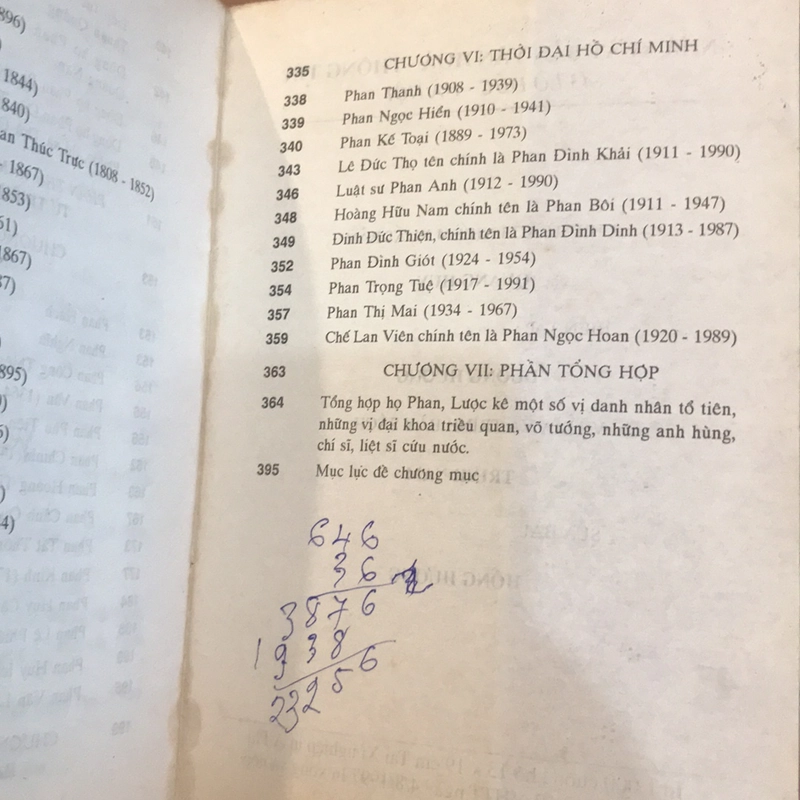 896)
1844)
840)
an Thúc Trực (1808 - 1852)
- 1867)
853)
61)
1867)
37)
895)
335 CHƯƠNG VI: THỜI ĐẠI HỒ CHÍ MINH
338 Phan Thanh (1908 - 1939)
339 Phan Ngọc Hiển (1910 - 1941)
340 Phan Kế Toại (1889 - 1973)
343 Lê Đức Thọ tên chính là Phan Đình Khải (1911 - 1990)
346 Luật sư Phan Anh (1912 - 1990)
348 Hoàng Hữu Nam chính tên là Phan Bôi (1911 - 1947)
349 Đinh Đức Thiện, chính tên là Phan Đình Dinh (1913 - 1987)
352 Phan Đình Giót (1924 - 1954)
354 Phan Trọng Tuệ (1917 - 1991)
357 Phan Thị Mai (1934 - 1967)
359 Chế Lan Viên chính tên là Phan Ngọc Hoan (1920 - 1989)
363 CHƯƠNG VII: PHẦN TỔNG HỢP
364 Tổng hợp họ Phan, Lược kê một số vị danh nhân tổ tiên,
những vị đại khoa triều quan, võ tướng, những anh hùng,
chí sĩ, liệt sĩ cứu nước.
395 Mục lục đề chương mục
646
36
3876
1938
23256